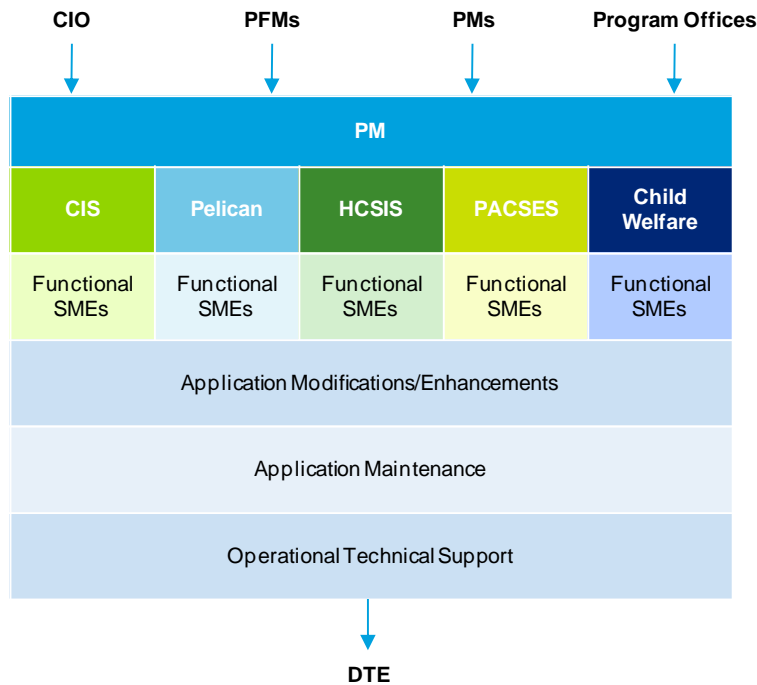 CIO PFMs PMs Program Offices
PM
CIS Pelican HCSIS PACSES Child Welfare
Functional SMEs Functional SMEs Functional SMEs Functional SMEs Functional SMEs
Application Modifications/Enhancements
Application Maintenance
Operational Technical Support
DTE